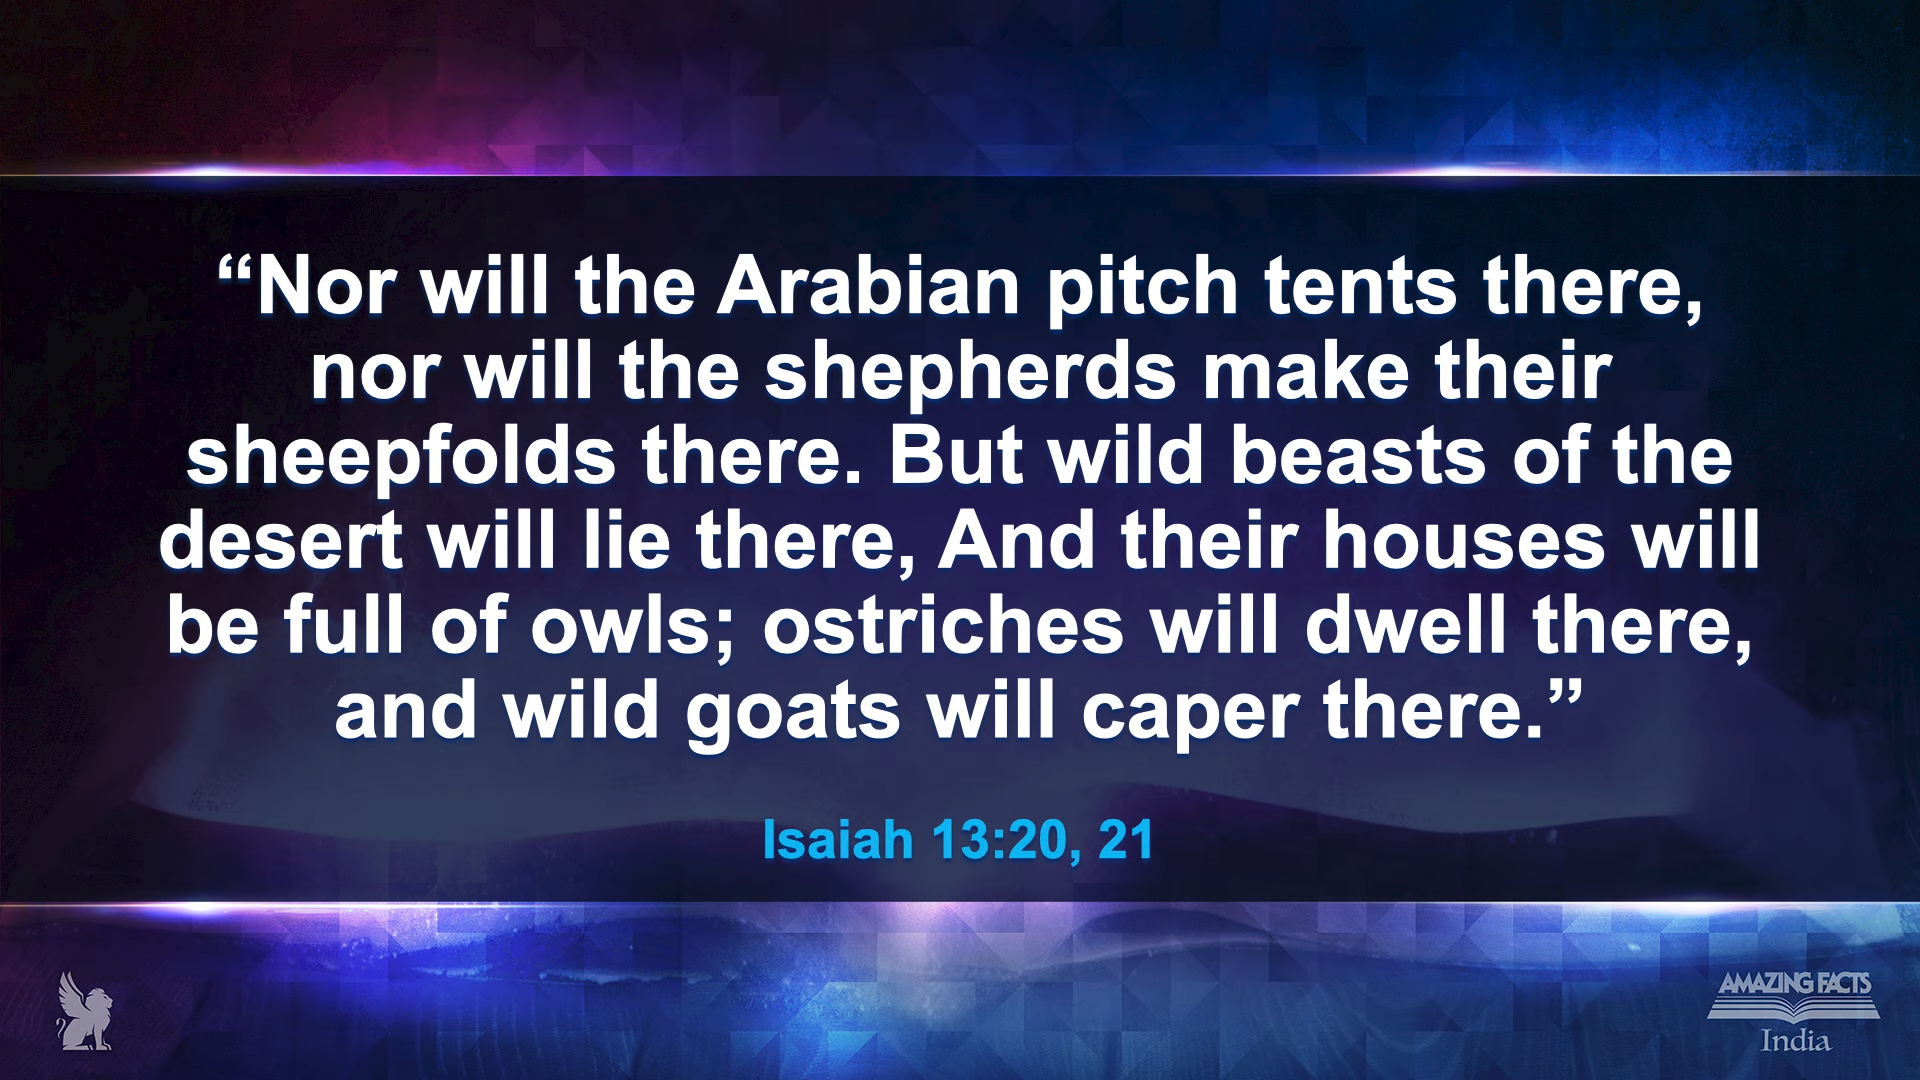 “Nor will the Arabian pitch tents there,
nor will the shepherds make their
sheepfolds there. But wild beasts of the
desert will lie there, And their houses will
be full of owls; ostriches will dwell there,
and wild goats will caper there.”
Isaiah 13:20, 21
AMAZING FACTS
India